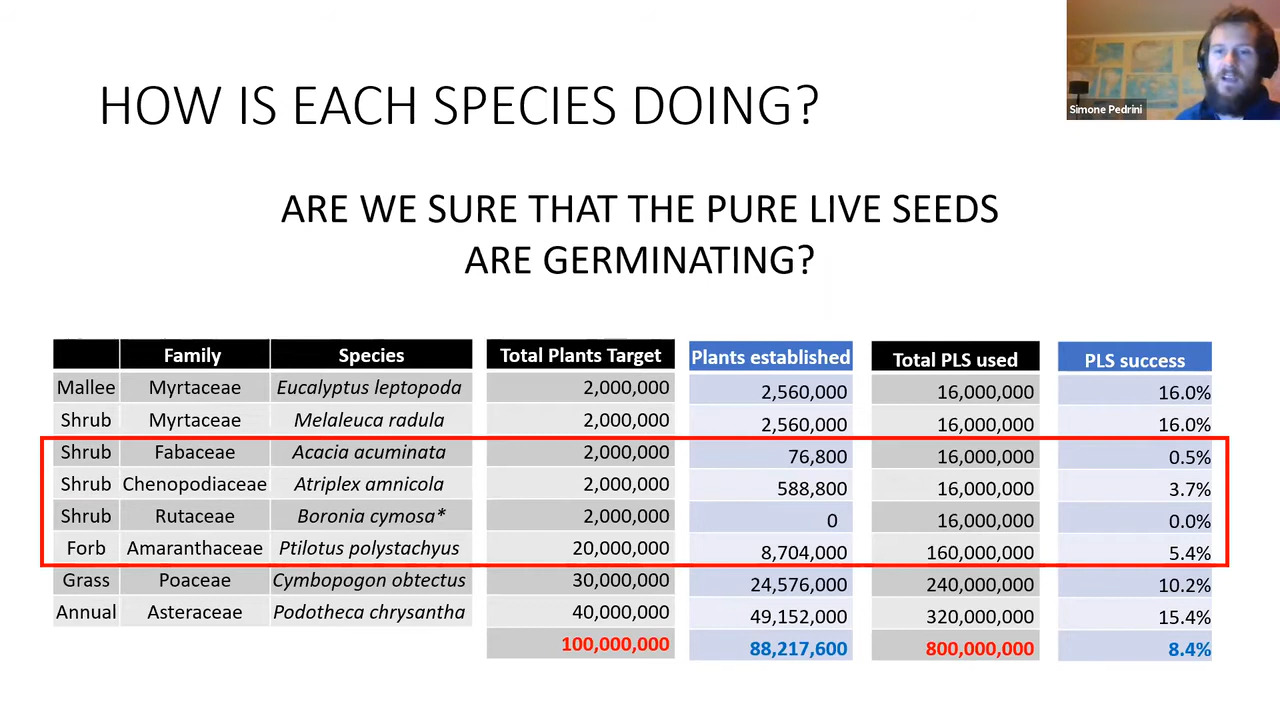 HOW IS EACH SPECIES DOING?
Simone Pedrini
ARE WE SURE THAT THE PURE LIVE SEEDS
ARE GERMINATING?
Family Species Total Plants Target Plants established Total PLS used PLS success
Mallee Myrtaceae Eucalyptus leptopoda 2,000,000 2,560,000 16,000,000 16.0%
Shrub Myrtaceae Melaleuca radula 2,000,000 2,560,000 16,000,000 16.0%
Shrub Fabaceae Acacia acuminata 2,000,000 76,800 16,000,000 0.5%
Shrub Chenopodiaceae Atriplex amnicola 2,000,000 588,800 16,000,000 3.7%
Shrub Rutaceae Boronia cymosa* 2,000,000 0 16,000,000 0.0%
Forb Amaranthaceae Ptilotus polystachyus 20,000,000 8,704,000 160,000,000 5.4%
Grass Poaceae Cymbopogon obtectus 30,000,000 24,576,000 240,000,000 10.2%
Annual Asteraceae Podotheca chrysantha 40,000,000 49,152,000 320,000,000 15.4%
100,000,000 88,217,600 800,000,000 8.4%